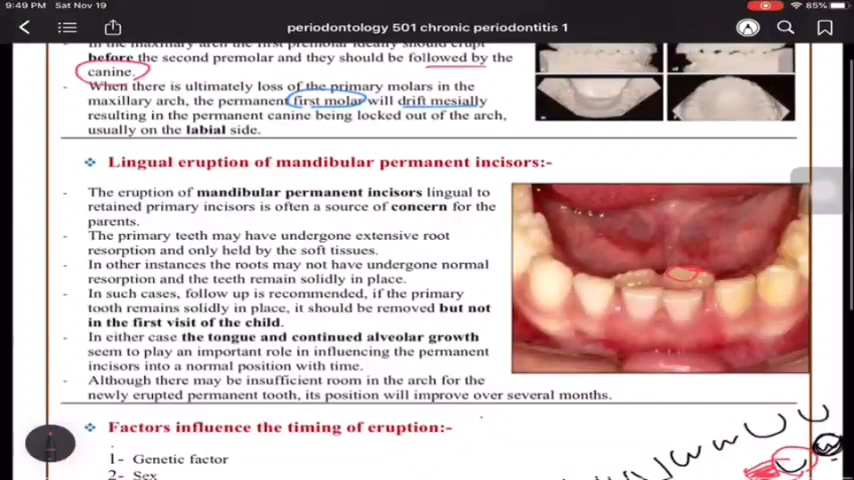 9:49 PM Sat Nov 19
85%
periodontology 501 chronic periodontitis 1
- In the maxillary arch the first premolar ideally should erupt
before the second premolar and they should be followed by the
canine.
- When there is ultimately loss of the primary molars in the
maxillary arch, the permanent first molar will drift mesially
resulting in the permanent canine being locked out of the arch,
usually on the labial side.
❖ Lingual eruption of mandibular permanent incisors:-
- The eruption of mandibular permanent incisors lingual to
retained primary incisors is often a source of concern for the
parents.
- The primary teeth may have undergone extensive root
resorption and only held by the soft tissues.
- In other instances the roots may not have undergone normal
resorption and the teeth remain solidly in place.
- In such cases, follow up is recommended, if the primary
tooth remains solidly in place, it should be removed but not
in the first visit of the child.
- In either case the tongue and continued alveolar growth
seem to play an important role in influencing the permanent
incisors into a normal position with time.
- Although there may be insufficient room in the arch for the
newly erupted permanent tooth, its position will improve over several months.
❖ Factors influence the timing of eruption:-
1- Genetic factor
2- Sex